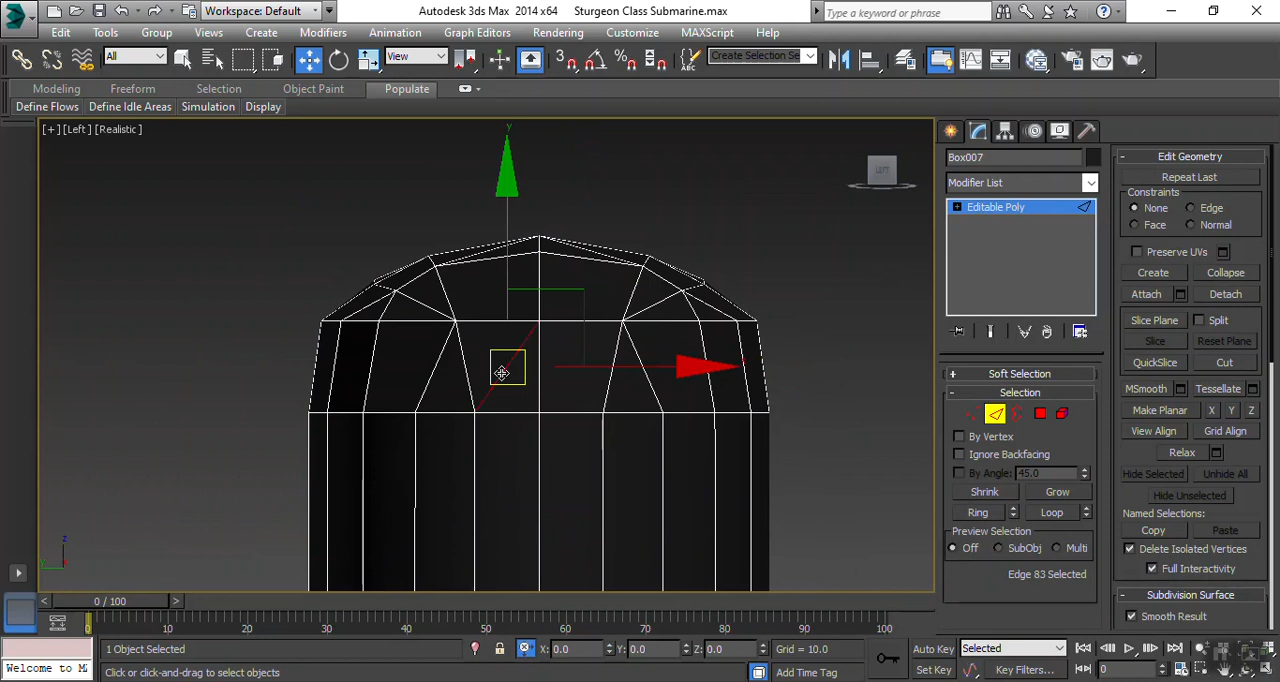 Workspace: Default
Autodesk 3ds Max 2014 x64 Sturgeon Class Submarine.max
Type a keyword or phrase
Edit Tools Group Views Create Modifiers Animation Graph Editors Rendering Customize MAXScript Help
All View 3 Create Selection Se
Modeling Freeform Selection Object Paint Populate
Define Flows Define Idle Areas Simulation Display
[+] [Left] [Realistic]
y
LEFT
z
Box007
Modifier List
Editable Poly
Soft Selection
Selection
By Vertex
Ignore Backfacing
By Angle: 45.0
Shrink Grow
Ring Loop
Preview Selection
Off SubObj Multi
Edge 83 Selected
Edit Geometry
Repeat Last
Constraints
None Edge
Face Normal
Preserve UVs
Create Collapse
Attach Detach
Slice Plane Split
Slice Reset Plane
QuickSlice Cut
MSmooth Tessellate
Make Planar X Y Z
View Align Grid Align
Relax
Hide Selected Unhide All
Hide Unselected
Named Selections:
Copy Paste
Delete Isolated Vertices
Full Interactivity
Subdivision Surface
Smooth Result
< 0 / 100 >
0 10 20 30 40 50 60 70 80 90 100
1 Object Selected X: 0.0 Y: 0.0 Z: 0.0 Grid = 10.0 Auto Key Selected
Welcome to M Click or click-and-drag to select objects Add Time Tag Set Key Key Filters... 0